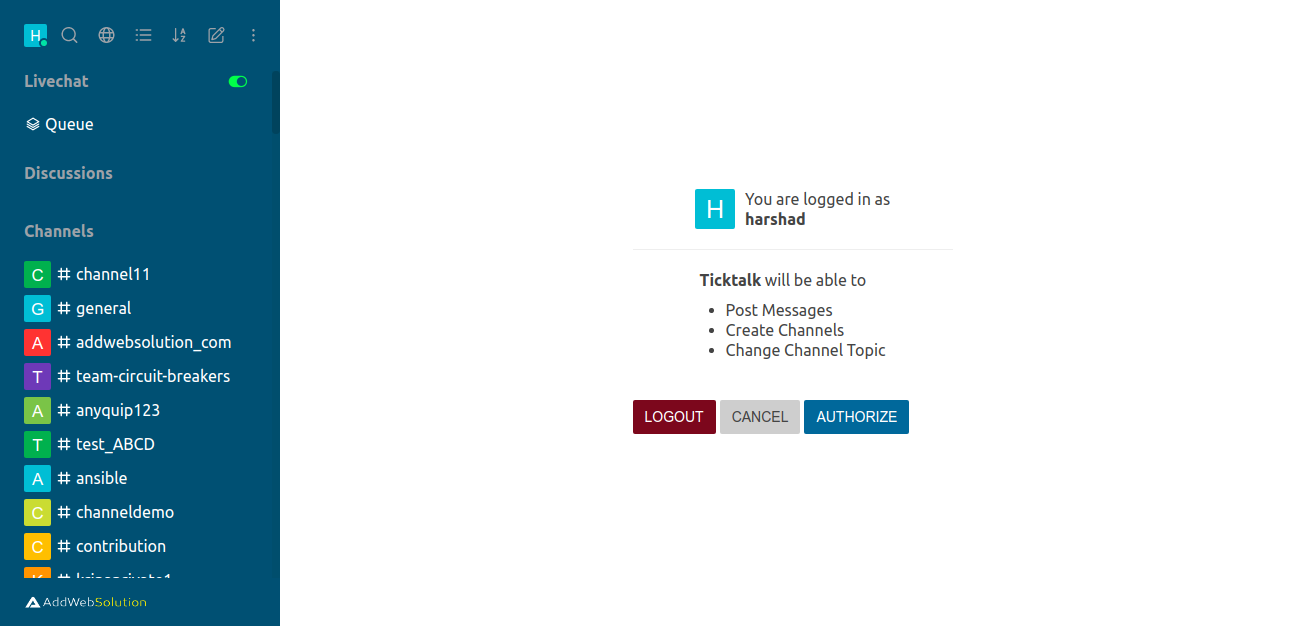 H
Livechat
Queue
Discussions
Channels
C # channel11
G # general
A # addwebsolution_com
T # team-circuit-breakers
A # anyquip123
T # test_ABCD
A # ansible
C # channeldemo
C # contribution
AddWebSolution
H
You are logged in as
harshad
Ticktalk will be able to
• Post Messages
• Create Channels
• Change Channel Topic
LOGOUT CANCEL AUTHORIZE